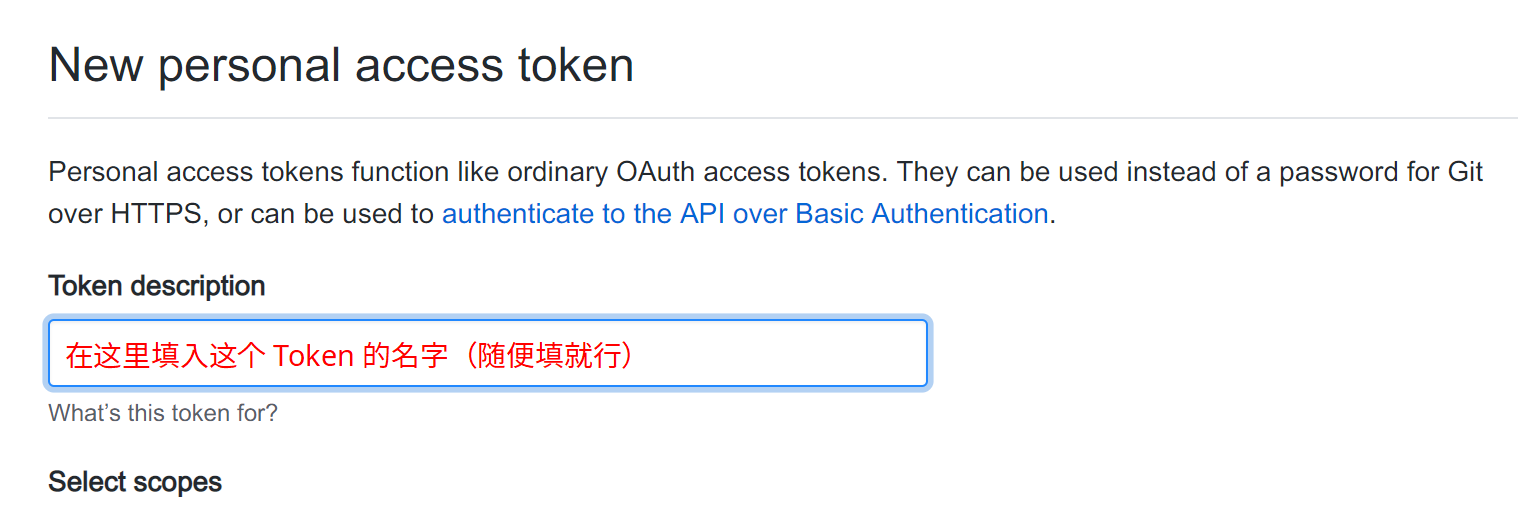 New personal access token
Personal access tokens function like ordinary OAuth access tokens. They can be used instead of a password for Git
over HTTPS, or can be used to authenticate to the API over Basic Authentication.
Token description
在这里填入这个 Token 的名字（随便填就行）
What’s this token for?
Select scopes